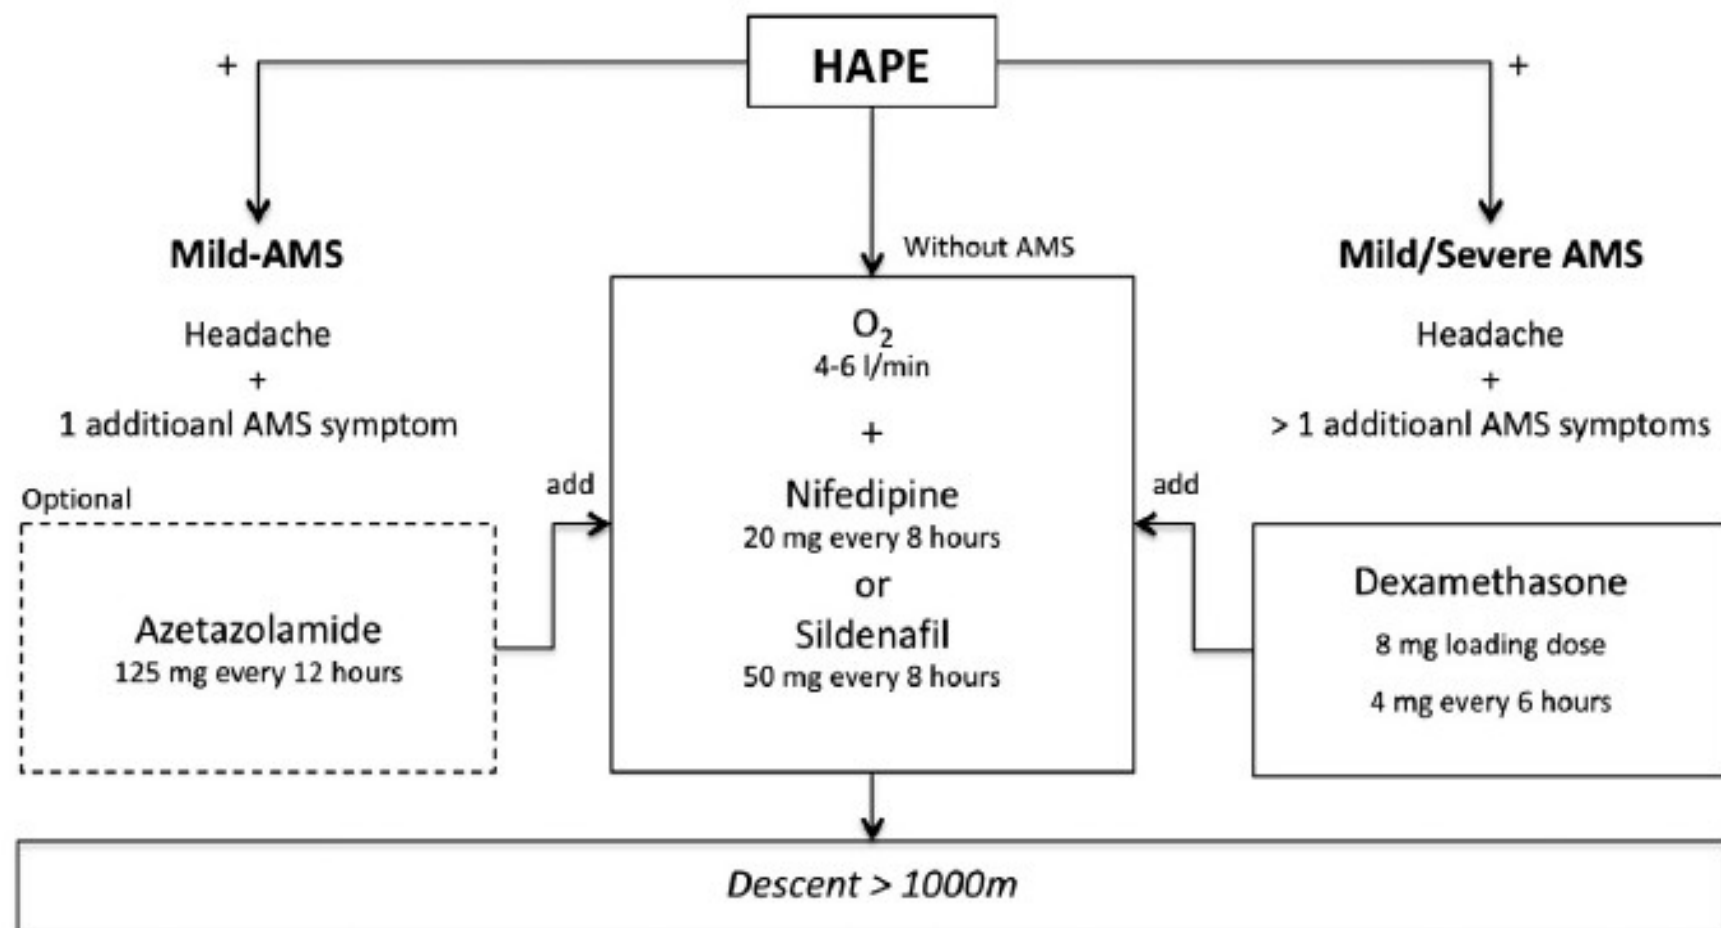 HAPE
+
+
Mild-AMS
Headache
+
1 additioanl AMS symptom
Optional
Azetazolamide
125 mg every 12 hours
add
Without AMS
O₂
4-6 l/min
+
Nifedipine
20 mg every 8 hours
or
Sildenafil
50 mg every 8 hours
Mild/Severe AMS
Headache
+
> 1 additioanl AMS symptoms
add
Dexamethasone
8 mg loading dose
4 mg every 6 hours
Descent > 1000m